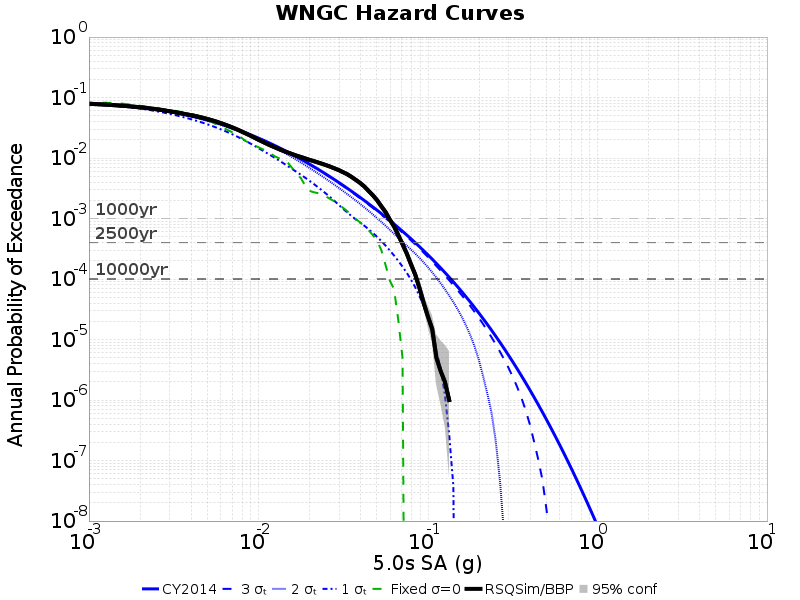 WNGC Hazard Curves
Annual Probability of Exceedance
10^0
10^-1
10^-2
10^-3
10^-4
10^-5
10^-6
10^-7
10^-8
1000yr
2500yr
10000yr
10^-3 10^-2 10^-1 10^0 10^1
5.0s SA (g)
CY2014 3 σₜ 2 σₜ 1 σₜ Fixed σ=0 RSQSim/BBP 95% conf